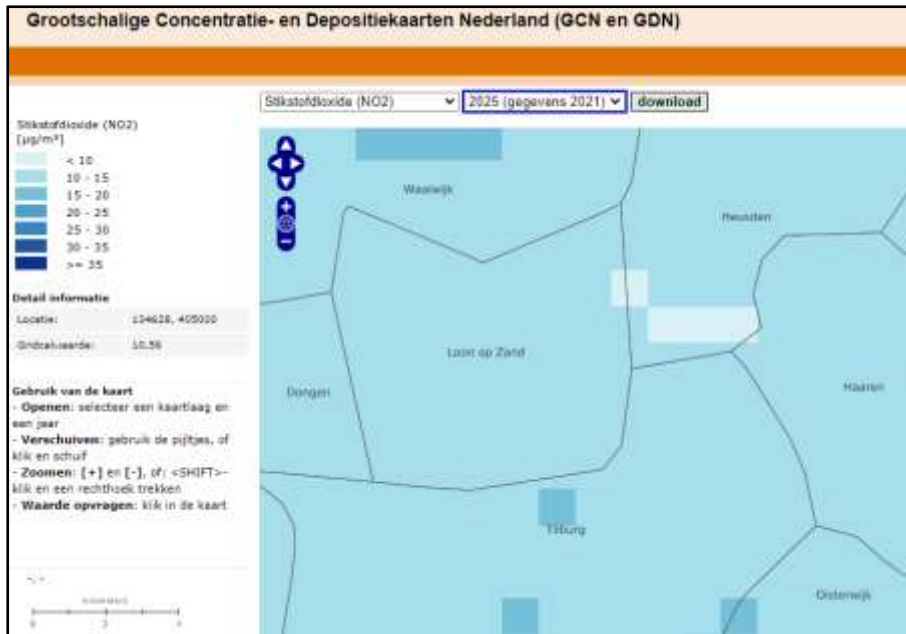 Grootschalige Concentratie- en Depositiekaarten Nederland (GCN en GDN)
Stikstofdioxide (NO2)
2025 (gegevens 2021)
download
Stikstofdioxide (NO2)
[µg/m³]
< 10
10 - 15
15 - 20
20 - 25
25 - 30
30 - 35
>= 35
Detail informatie
Locatie: 134628, 405000
Gridcelwaarde: 10.56
Gebruik van de kaart
- Openen: selecteer een kaartlaag en
een jaar
- Verschuiven: gebruik de pijltjes, of
klik en schuif
- Zoomen: [+] en [-], of: <SHIFT>-
klik en een rechthoek trekken
- Waarde opvragen: klik in de kaart
Waalwijk
Heusden
Loon op Zand
Dongen
Haaren
Tilburg
Oisterwijk
0 2 4